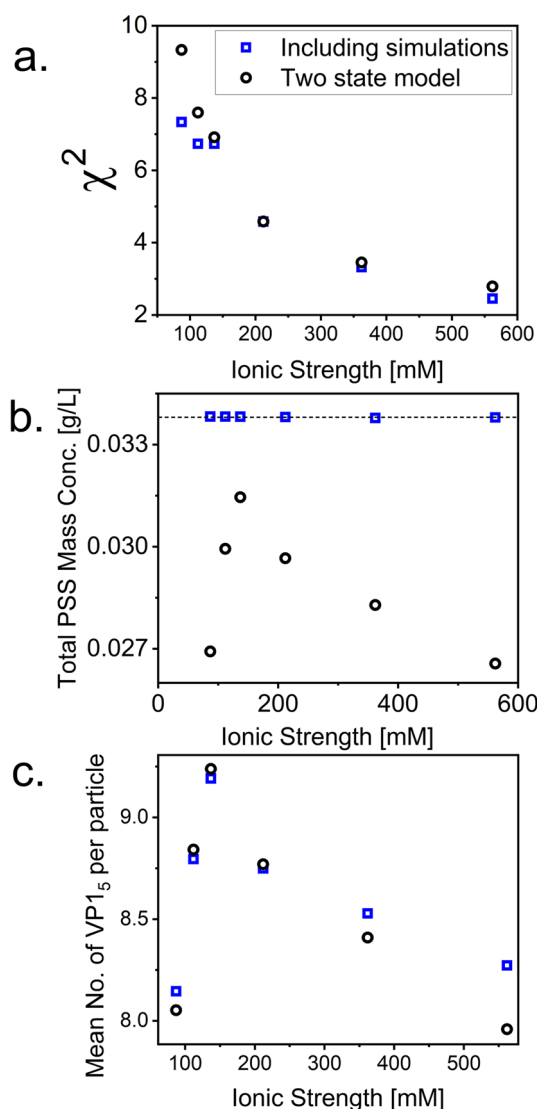 a.
Including simulations
Two state model
χ²
10
8
6
4
2
100 200 300 400 500 600
Ionic Strength [mM]
b.
Total PSS Mass Conc. [g/L]
0.033
0.030
0.027
0 200 400 600
Ionic Strength [mM]
c.
Mean No. of VP1₅ per particle
9.0
8.5
8.0
100 200 300 400 500
Ionic Strength [mM]